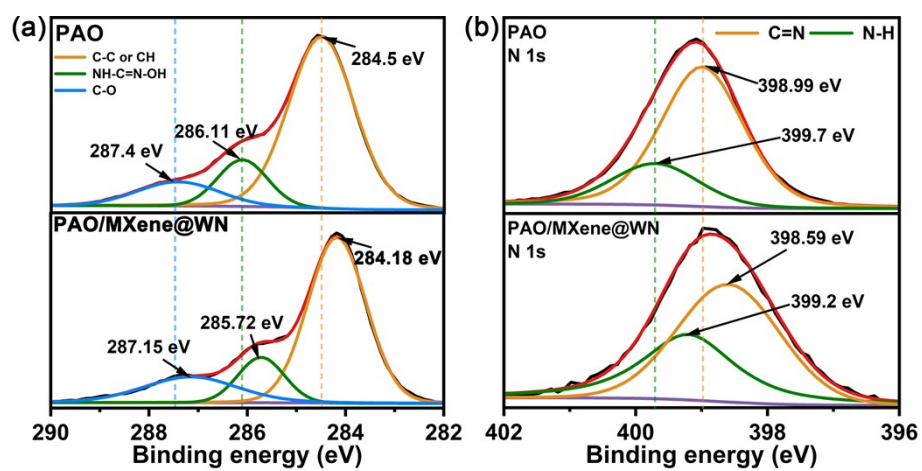 (a)
PAO
C-C or CH
NH-C=N-OH
C-O
284.5 eV
286.11 eV
287.4 eV
PAO/MXene@WN
284.18 eV
285.72 eV
287.15 eV
290 288 286 284 282
Binding energy (eV)
(b)
PAO
N 1s
C=N N-H
398.99 eV
399.7 eV
PAO/MXene@WN
N 1s
398.59 eV
399.2 eV
402 400 398 396
Binding energy (eV)